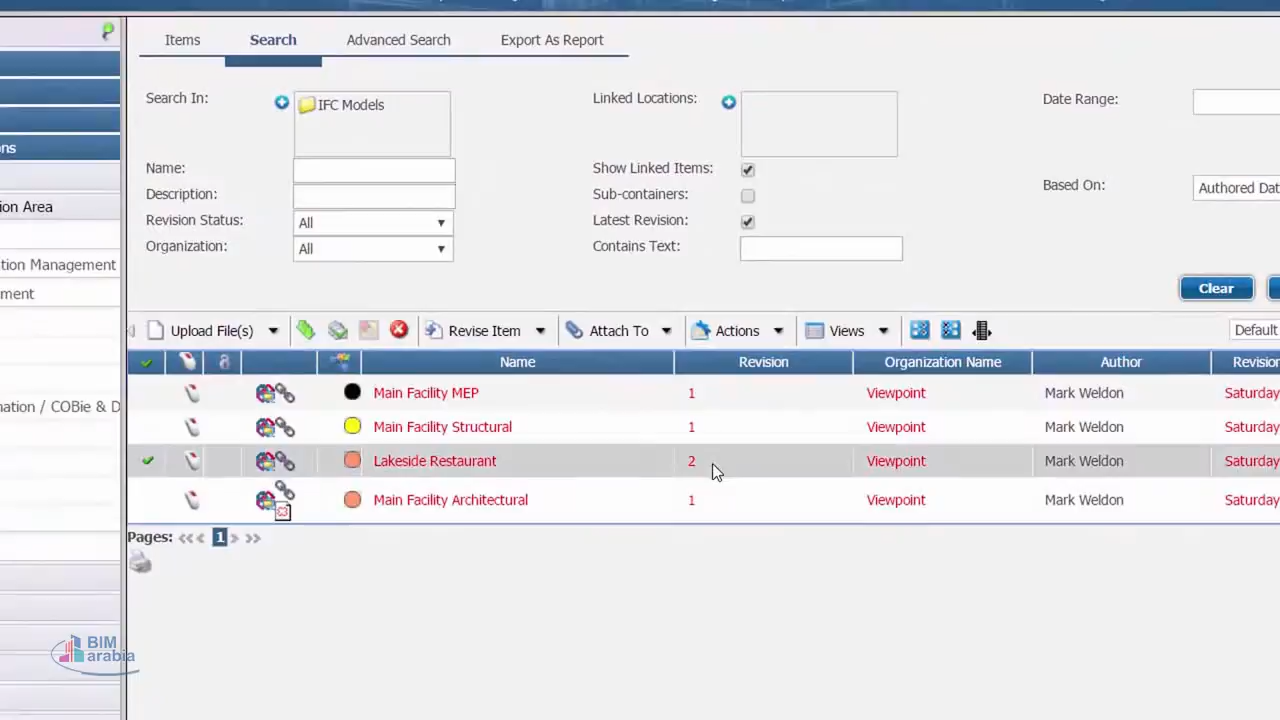 Items Search Advanced Search Export As Report
Search In: IFC Models Linked Locations: Date Range:
ons
Name: Show Linked Items:
Description: Sub-containers: Based On: Authored Dat
ion Area
Revision Status: All Latest Revision:
Organization: All Contains Text:
tion Management
ment
Clear
Upload File(s) Revise Item Attach To Actions Views Default
Name Revision Organization Name Author Revision
Main Facility MEP 1 Viewpoint Mark Weldon Saturday
nation / COBie & D
Main Facility Structural 1 Viewpoint Mark Weldon Saturday
Lakeside Restaurant 2 Viewpoint Mark Weldon Saturday
Main Facility Architectural 1 Viewpoint Mark Weldon Saturday
Pages: 1
BIM
arabia